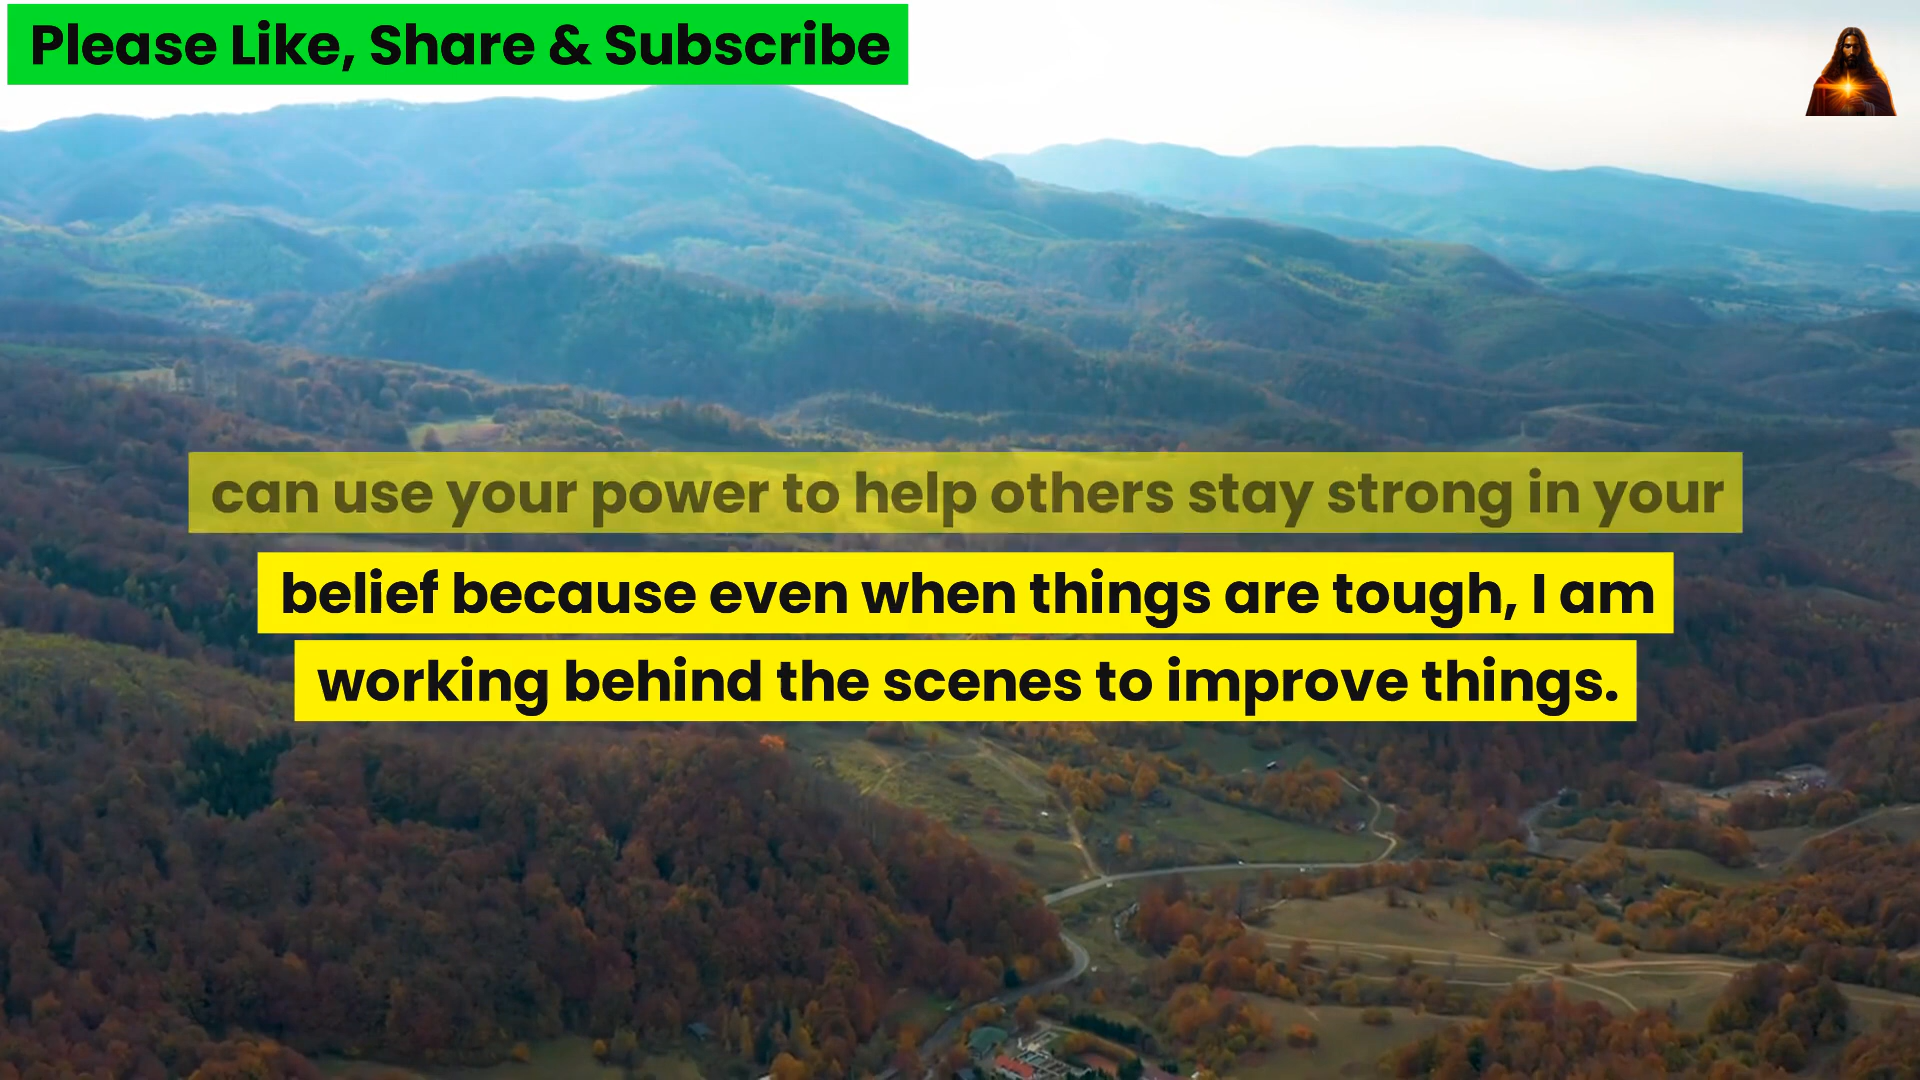 Please Like, Share & Subscribe
can use your power to help others stay strong in your
belief because even when things are tough, I am
working behind the scenes to improve things.